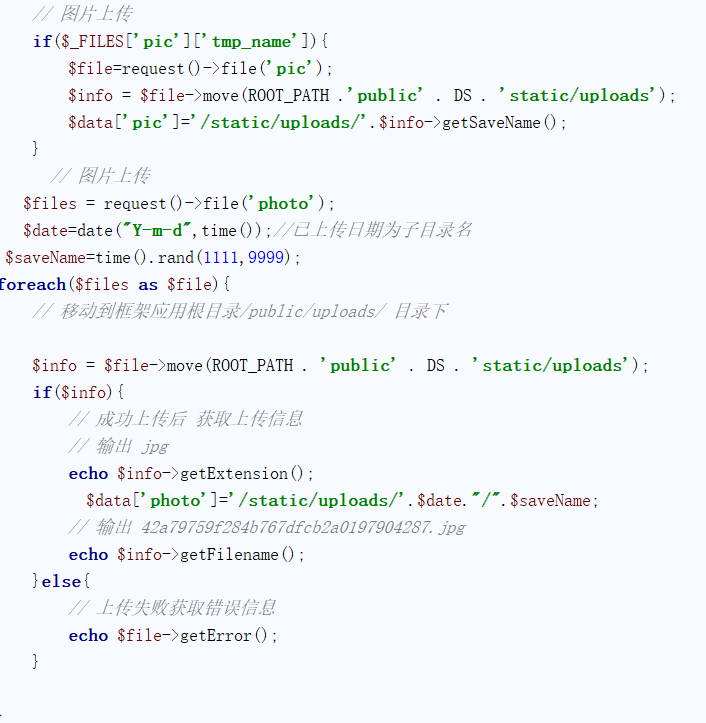 // 图片上传
if($_FILES['pic']['tmp_name']){
$file=request()->file('pic');
$info = $file->move(ROOT_PATH .'public' . DS . 'static/uploads');
$data['pic']='/static/uploads/'.$info->getSaveName();
}
// 图片上传
$files = request()->file('photo');
$date=date("Y-m-d",time());//已上传日期为子目录名
$saveName=time().rand(1111,9999);
foreach($files as $file){
// 移动到框架应用根目录/public/uploads/ 目录下
$info = $file->move(ROOT_PATH . 'public' . DS . 'static/uploads');
if($info){
// 成功上传后 获取上传信息
// 输出 jpg
echo $info->getExtension();
$data['photo']='/static/uploads/'.$date."/".$saveName;
// 输出 42a79759f284b767dfcb2a0197904287.jpg
echo $info->getFilename();
}else{
// 上传失败获取错误信息
echo $file->getError();
}